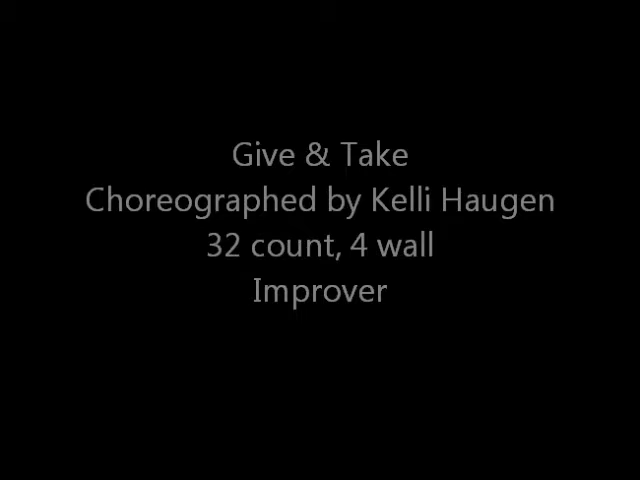 Give & Take
Choreographed by Kelli Haugen
32 count, 4 wall
Improver